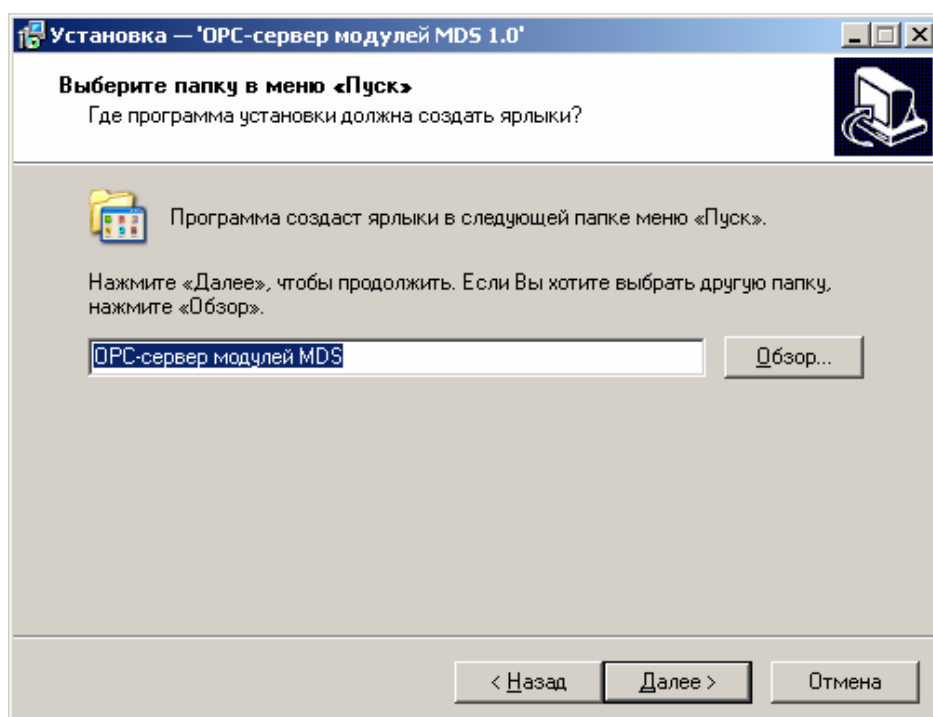 Установка — 'OPC-сервер модулей MDS 1.0'
Выберите папку в меню «Пуск»
Где программа установки должна создать ярлыки?
Программа создаст ярлыки в следующей папке меню «Пуск».
Нажмите «Далее», чтобы продолжить. Если Вы хотите выбрать другую папку,
нажмите «Обзор».
OPC-сервер модулей MDS
Обзор...
< Назад
Далее >
Отмена